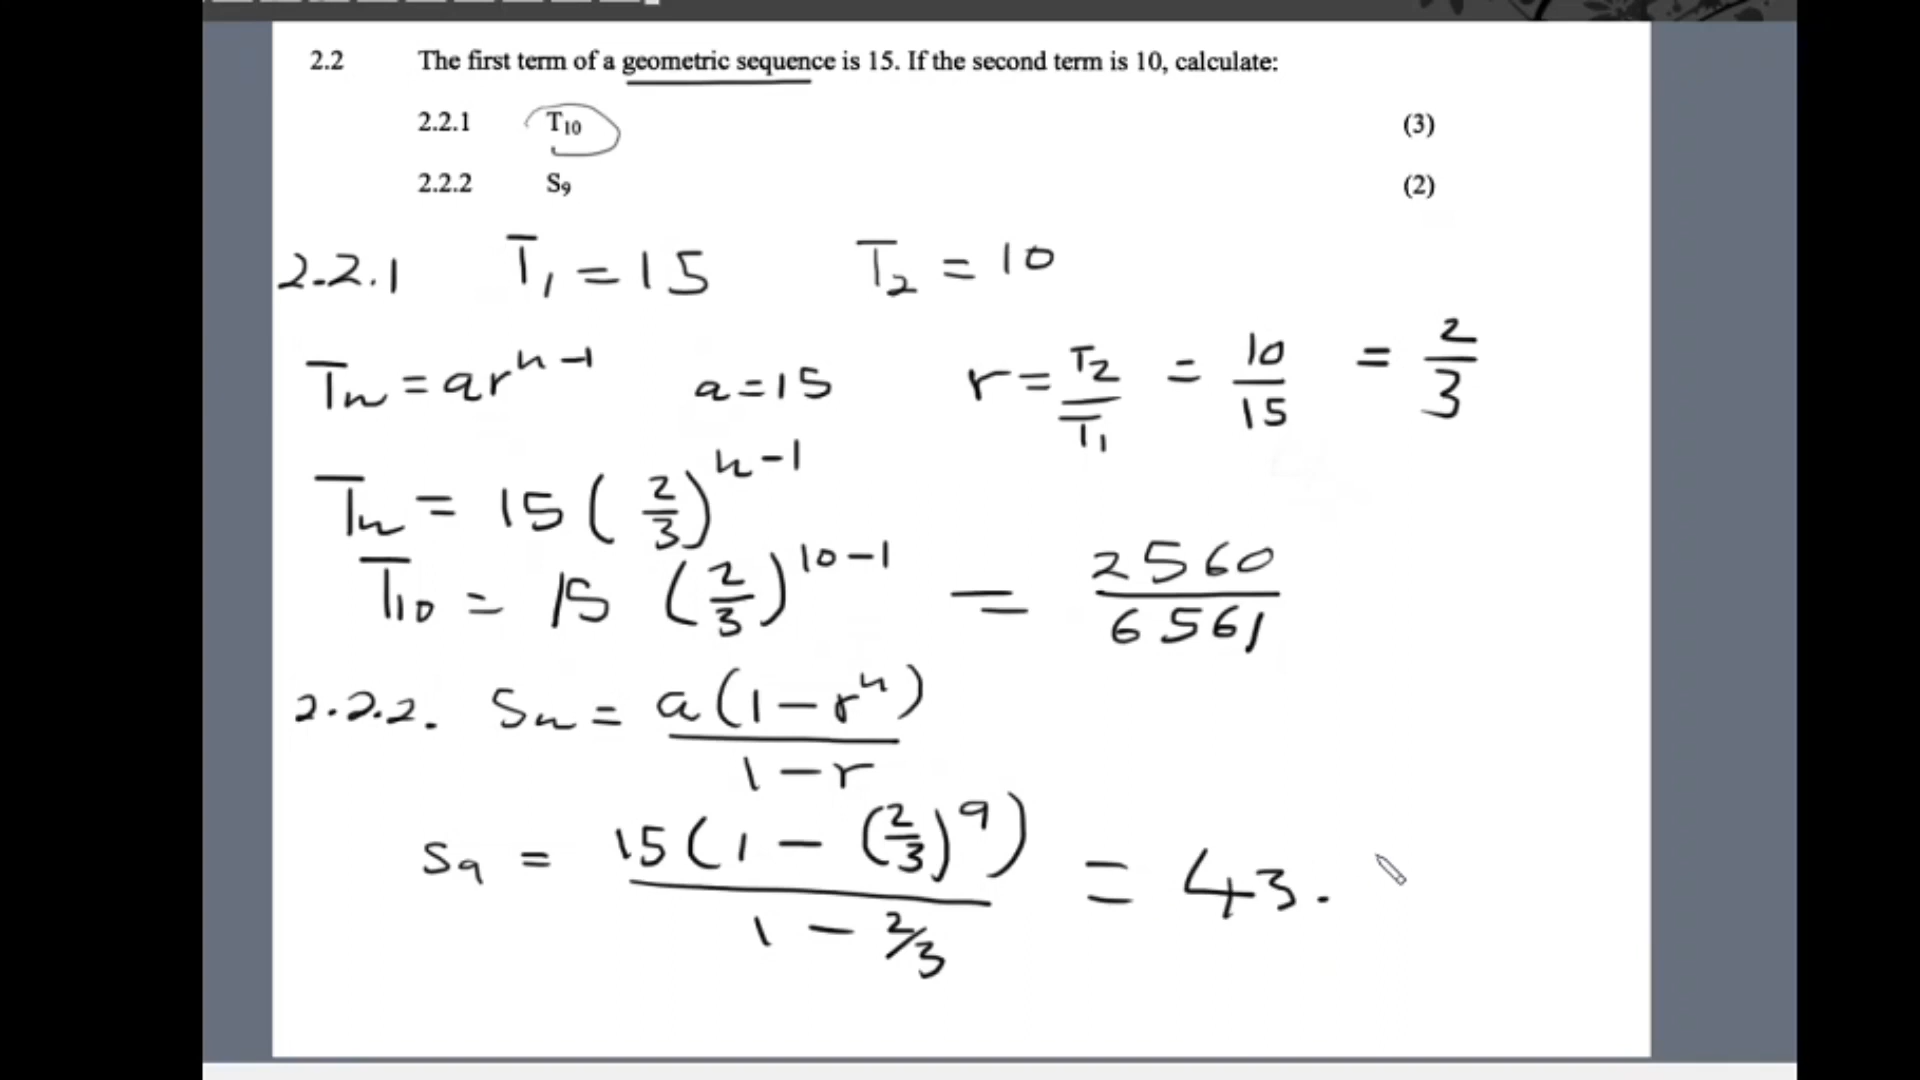 2.2 The first term of a geometric sequence is 15. If the second term is 10, calculate:
2.2.1 T₁₀ (3)
2.2.2 S₉ (2)
2.2.1 T₁ = 15 T₂ = 10
Tₙ = arⁿ⁻¹ a = 15 r = T₂/T₁ = 10/15 = 2/3
Tₙ = 15(2/3)ⁿ⁻¹
T₁₀ = 15(2/3)¹⁰⁻¹ = 2560/6561
2.2.2. Sₙ = a(1-rⁿ)/1-r
S₉ = 15(1-(2/3)⁹)/1-2/3 = 43.